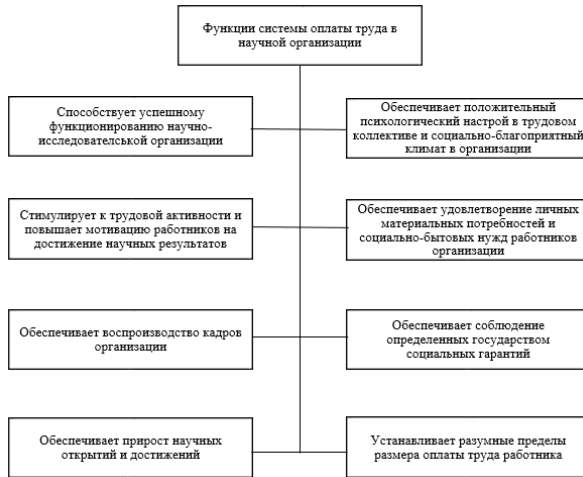 Функции системы оплаты труда в
научной организации
Способствует успешному
функционированию научно-
исследовательской организации
Обеспечивает положительный
психологический настрой в трудовом
коллективе и социально-благоприятный
климат в организации
Стимулирует к трудовой активности и
повышает мотивацию работников на
достижение научных результатов
Обеспечивает удовлетворение личных
материальных потребностей и
социально-бытовых нужд работников
организации
Обеспечивает воспроизводство кадров
организации
Обеспечивает соблюдение
определенных государством
социальных гарантий
Обеспечивает прирост научных
открытий и достижений
Устанавливает разумные пределы
размера оплаты труда работника